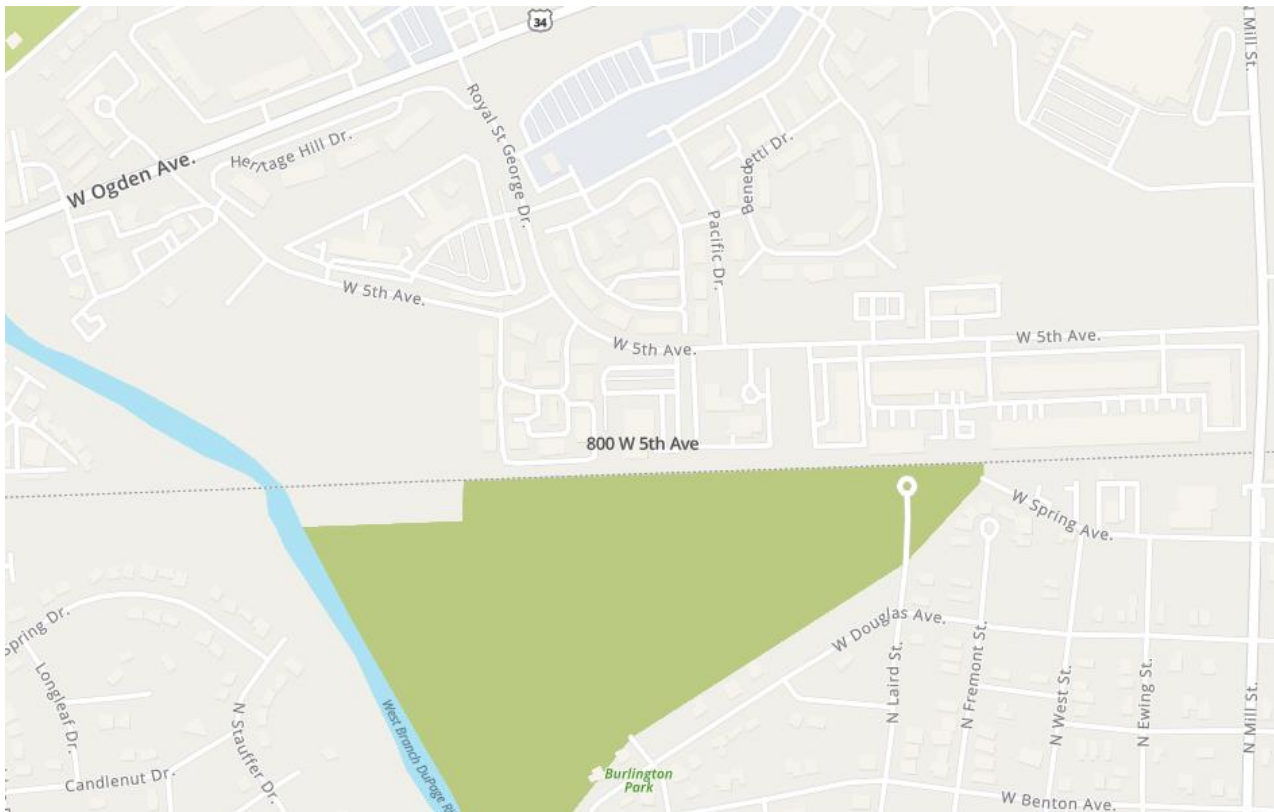 34
N Mill St.
Royal St George Dr.
Heritage Hill Dr.
W Ogden Ave.
Benedetti Dr.
Pacific Dr.
W 5th Ave.
W 5th Ave.
W 5th Ave.
800 W 5th Ave
W Spring Ave.
Spring Dr.
W Douglas Ave.
Longleaf Dr.
N Stauffer Dr.
N Laird St.
N Fremont St.
N West St.
N Ewing St.
N Mill St.
West Branch DuPage Ri
Candlenut Dr.
Burlington
Park
W Benton Ave.